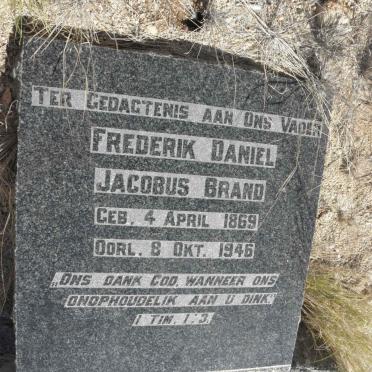 TER GEDACTENIS AAN ONS VADER
FREDERIK DANIEL
JACOBUS BRAND
GEB. 4 APRIL 1869
OORL. 8 OKT. 1946
„ONS DANK GOD, WANNEER ONS
ONOPHOUDELIK AAN U DINK."
I TIM. 1:3.